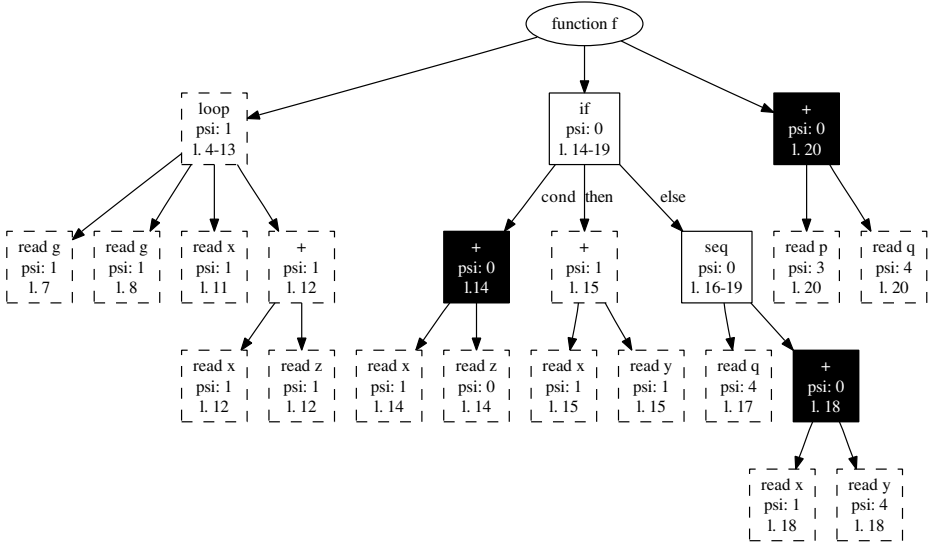 function f
loop
psi: 1
l. 4-13
if
psi: 0
l. 14-19
+
psi: 0
l. 20
cond
then
else
read g
psi: 1
l. 7
read g
psi: 1
l. 8
read x
psi: 1
l. 11
+
psi: 1
l. 12
+
psi: 0
l.14
+
psi: 1
l. 15
seq
psi: 0
l. 16-19
read p
psi: 3
l. 20
read q
psi: 4
l. 20
read x
psi: 1
l. 12
read z
psi: 1
l. 12
read x
psi: 1
l. 14
read z
psi: 0
l. 14
read x
psi: 1
l. 15
read y
psi: 1
l. 15
read q
psi: 4
l. 17
+
psi: 0
l. 18
read x
psi: 1
l. 18
read y
psi: 4
l. 18